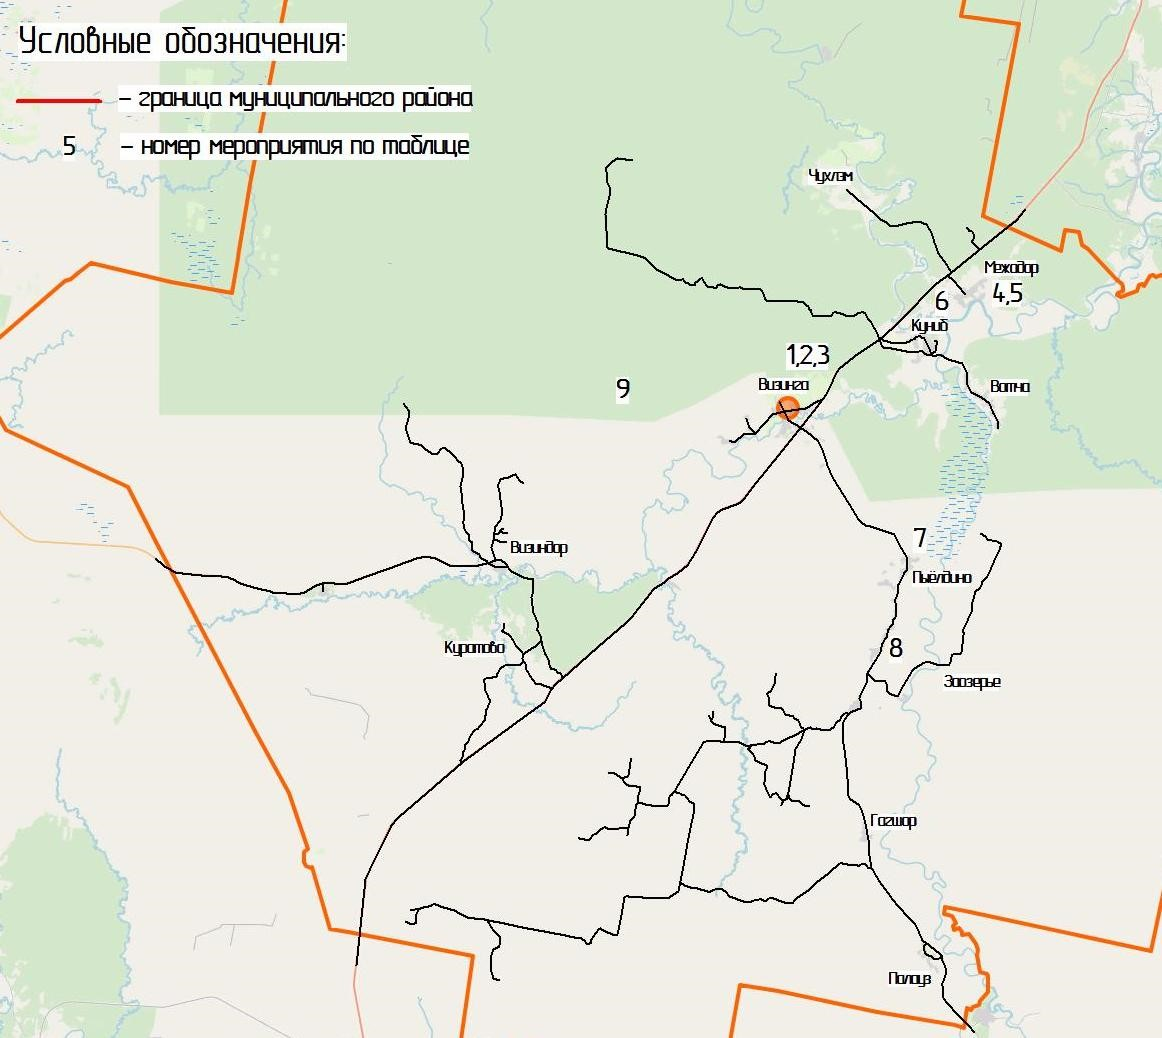 Условные обозначения:
– граница муниципального района
5 – номер мероприятия по таблице
Чухлэм
Межадор
4,5
6
Куниб
1,2,3
Визинга
9
Вотча
7
Визиндор
Пыёлдино
8
Куратово
Заозерье
Гагшор
Палауз